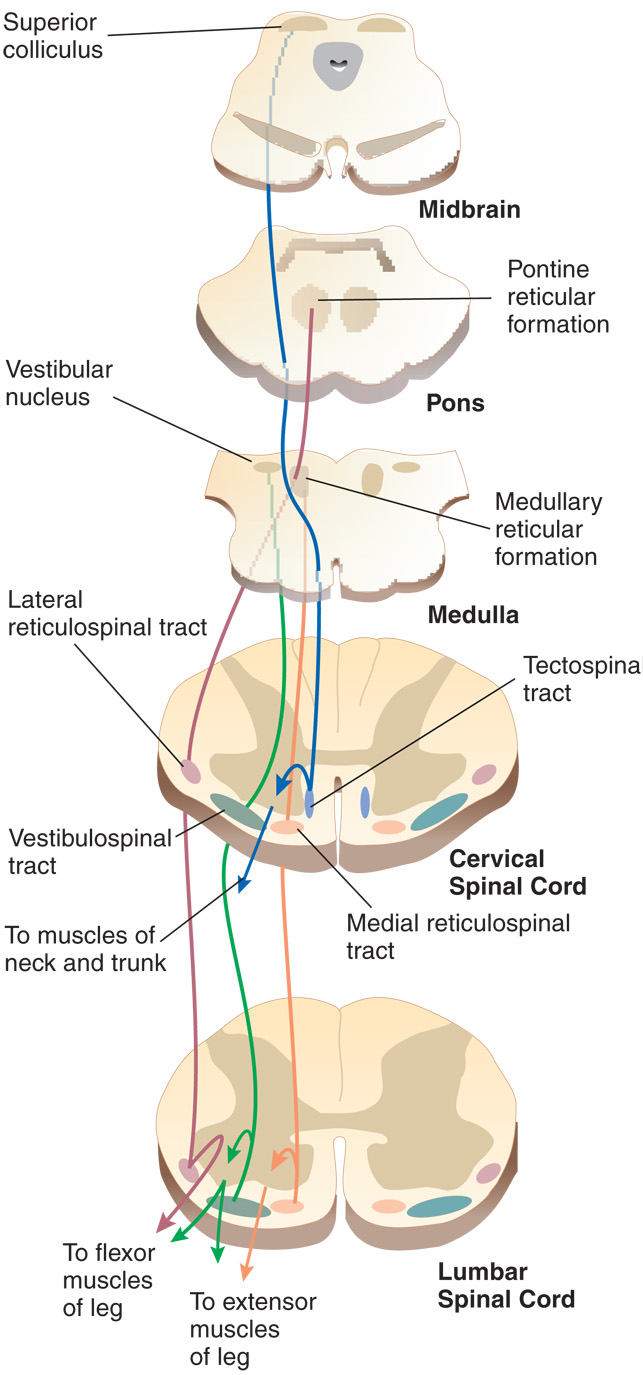 Superior
colliculus
Midbrain
Pontine
reticular
formation
Vestibular
nucleus
Pons
Medullary
reticular
formation
Lateral
reticulospinal tract
Medulla
Tectospinal
tract
Vestibulospinal
tract
Cervical
Spinal Cord
Medial reticulospinal
tract
To muscles of
neck and trunk
To flexor
muscles
of leg
Lumbar
Spinal Cord
To extensor
muscles
of leg